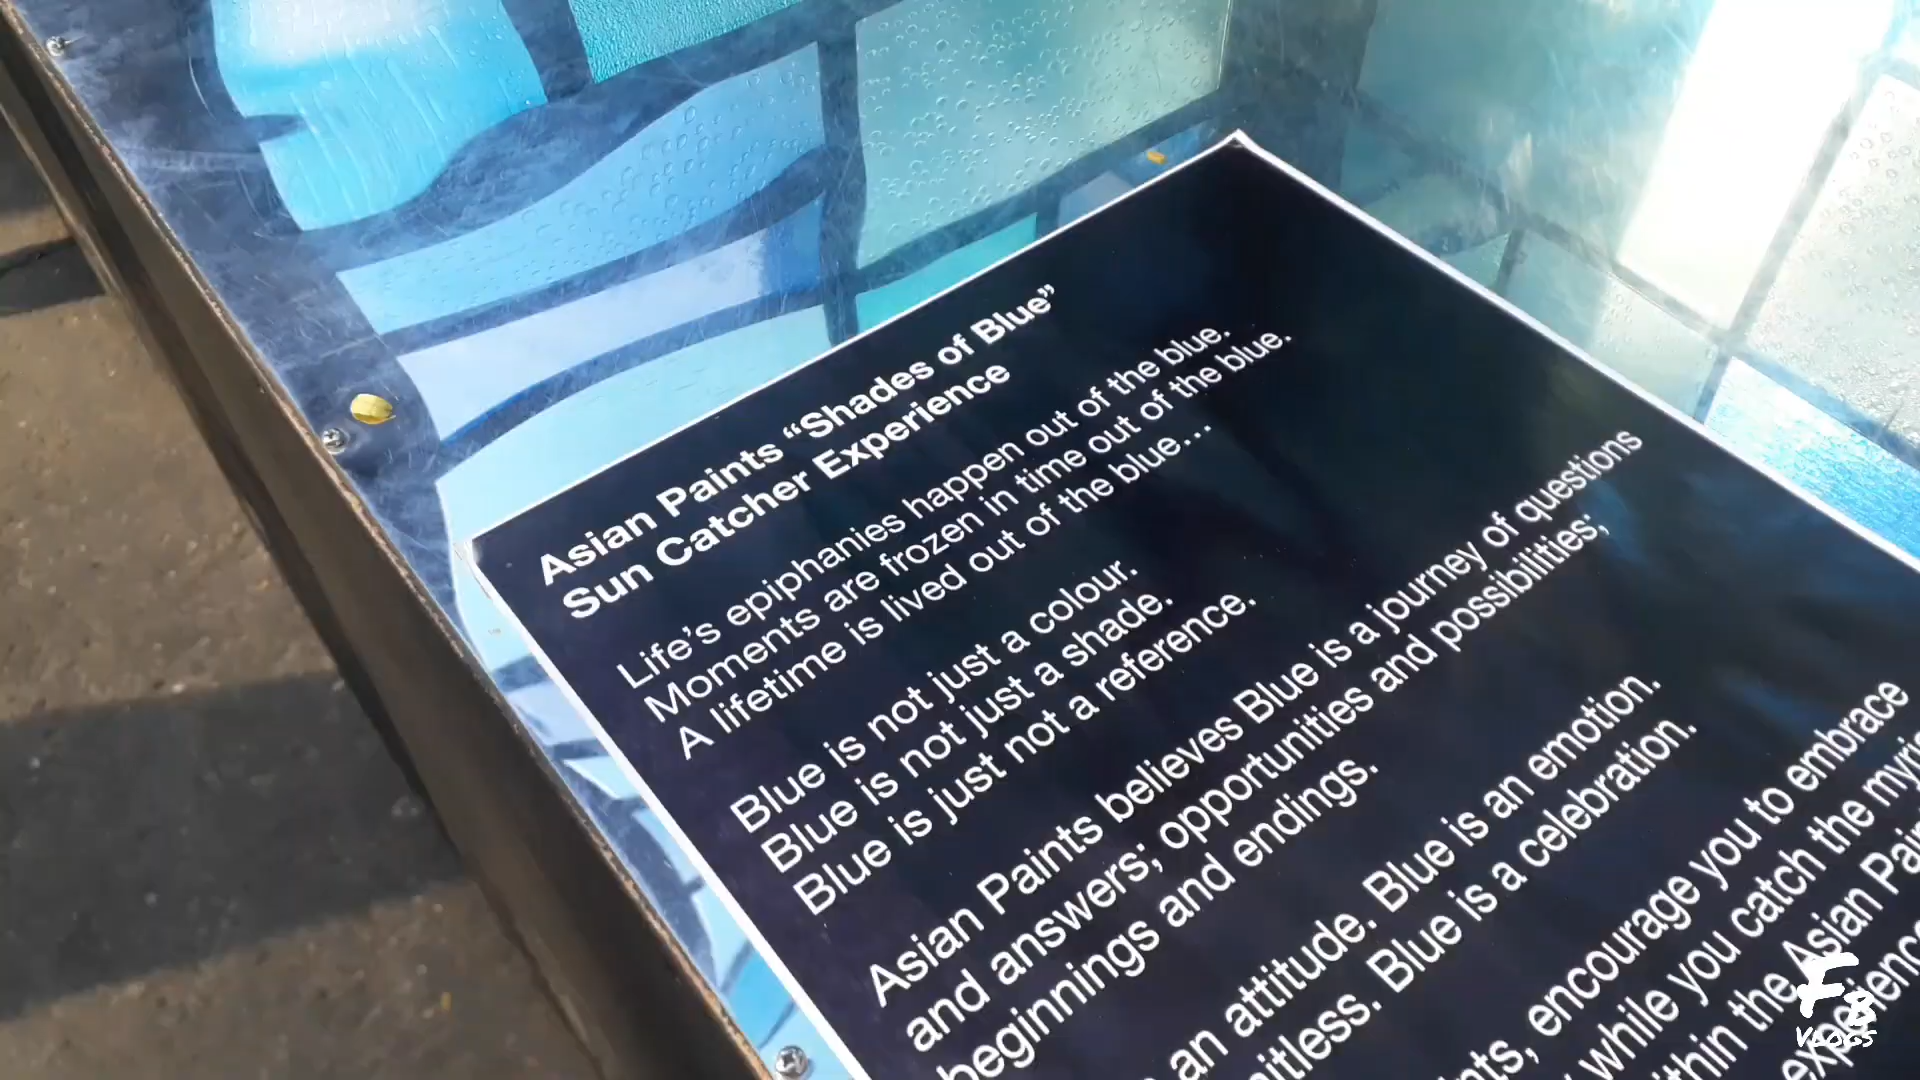 Asian Paints “Shades of Blue”
Sun Catcher Experience
Life’s epiphanies happen out of the blue.
Moments are frozen in time out of the blue.
A lifetime is lived out of the blue...
Blue is not just a colour.
Blue is not just a shade.
Blue is just not a reference.
Asian Paints believes Blue is a journey of questions
and answers; opportunities and possibilities;
beginnings and endings.
an attitude. Blue is an emotion.
Blue is a celebration.
encourage you to embrace
while you catch the
the Asian
experience
FB
VLOGS